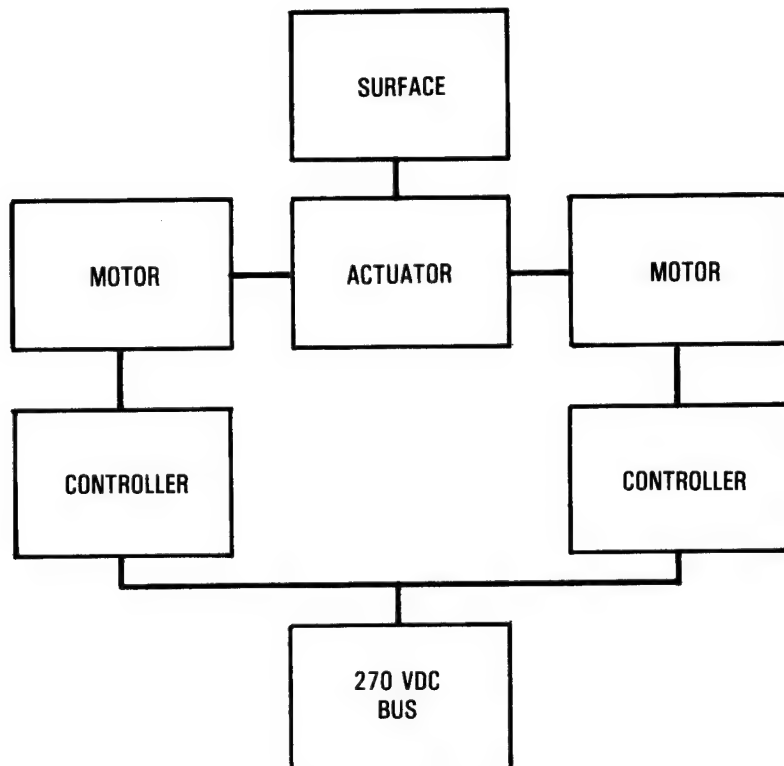 SURFACE
MOTOR
ACTUATOR
MOTOR
CONTROLLER
CONTROLLER
270 VDC
BUS